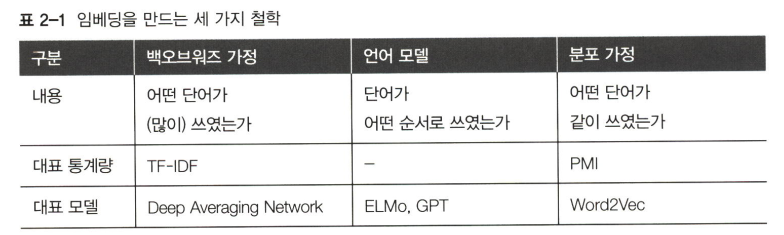 표 2-1 임베딩을 만드는 세 가지 철학
구분 백오브워즈 가정 언어 모델 분포 가정
내용 어떤 단어가 단어가 어떤 단어가
(많이) 쓰였는가 어떤 순서로 쓰였는가 같이 쓰였는가
대표 통계량 TF-IDF – PMI
대표 모델 Deep Averaging Network ELMo, GPT Word2Vec